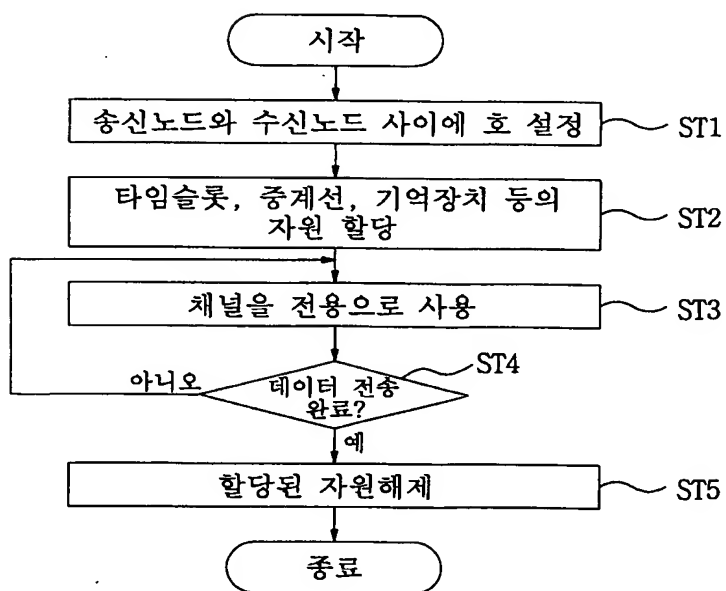 시작
송신노드와 수신노드 사이에 호 설정
ST1
타임슬롯, 중계선, 기억장치 등의
자원 할당
ST2
채널을 전용으로 사용
ST3
ST4
아니오
데이터 전송
완료?
예
할당된 자원해제
ST5
종료